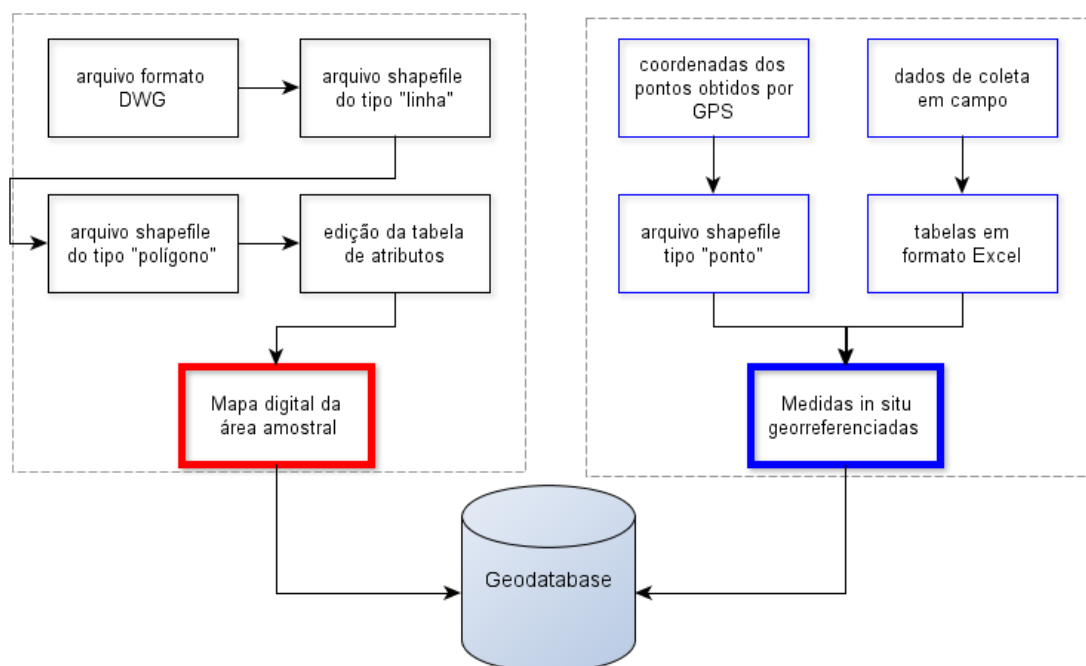 arquivo formato
DWG
arquivo shapefile
do tipo "linha"
arquivo shapefile
do tipo "polígono"
edição da tabela
de atributos
Mapa digital da
área amostral
coordenadas dos
pontos obtidos por
GPS
dados de coleta
em campo
arquivo shapefile
tipo "ponto"
tabelas em
formato Excel
Medidas in situ
georreferenciadas
Geodatabase